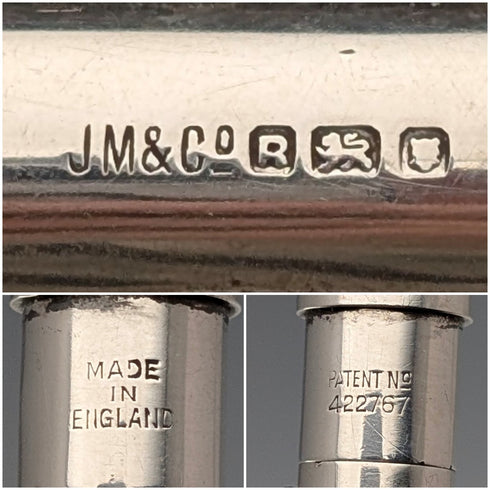 JM&Cº R
MADE
IN
ENGLAND
PATENT Nº
422767